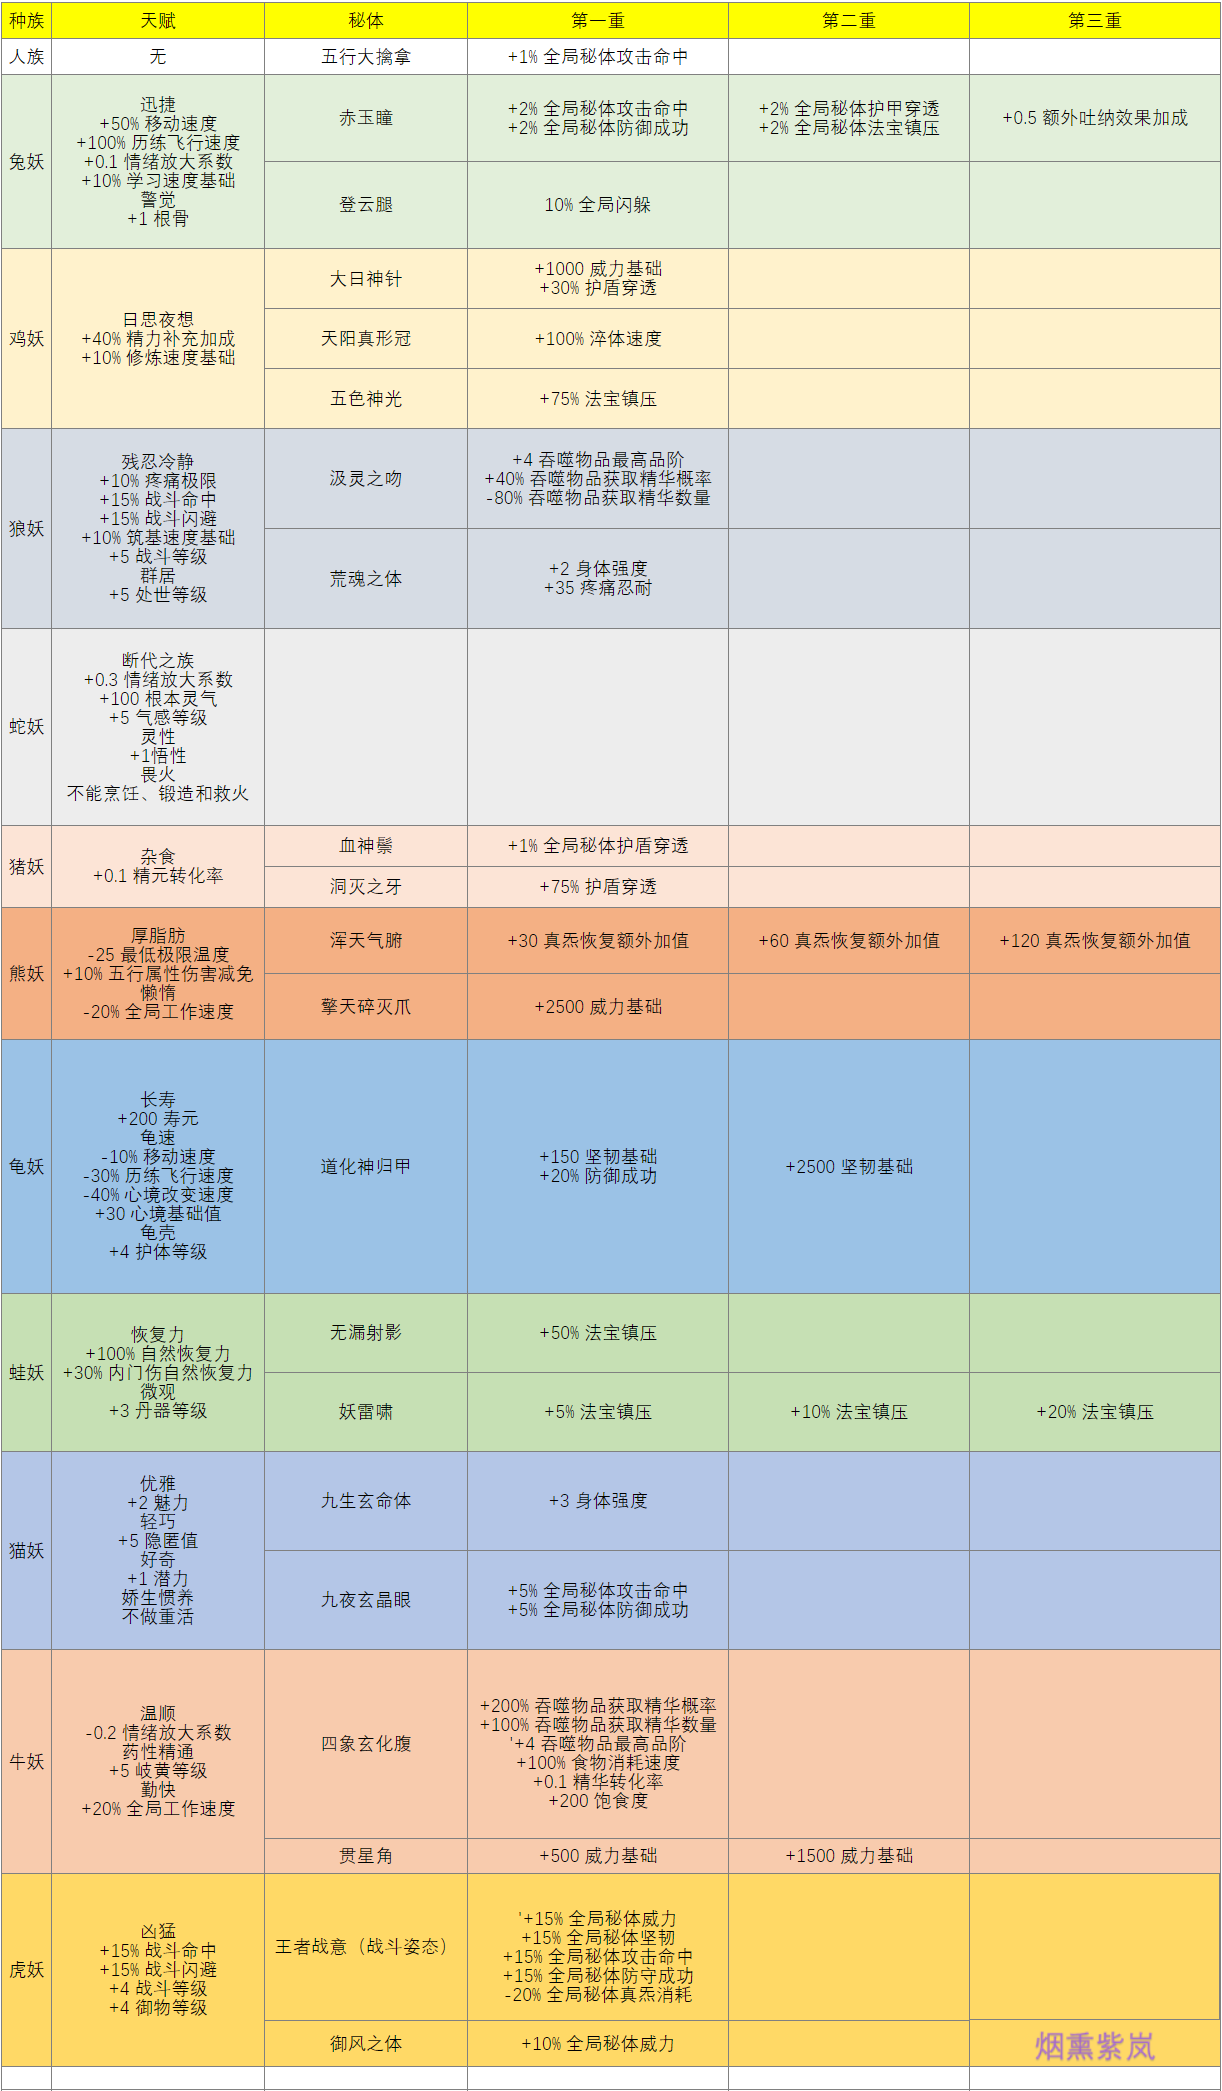 种族 天赋 秘体 第一重 第二重 第三重
人族 无 五行大擒拿 +1% 全局秘体攻击命中
兔妖
迅捷
+50% 移动速度
+100% 历练飞行速度
+0.1 情绪放大系数
+10% 学习速度基础
警觉
+1 根骨
赤玉瞳
+2% 全局秘体攻击命中
+2% 全局秘体防御成功
+2% 全局秘体护甲穿透
+2% 全局秘体法宝镇压
+0.5 额外吐纳效果加成
登云腿
10% 全局闪躲
鸡妖
日思夜想
+40% 精力补充加成
+10% 修炼速度基础
大日神针
+1000 威力基础
+30% 护盾穿透
天阳真形冠
+100% 淬体速度
五色神光
+75% 法宝镇压
狼妖
残忍冷静
+10% 疼痛极限
+15% 战斗命中
+15% 战斗闪避
+10% 筑基速度基础
+5 战斗等级
群居
+5 处世等级
汲灵之吻
+4 吞噬物品最高品阶
+40% 吞噬物品获取精华概率
-80% 吞噬物品获取精华数量
荒魂之体
+2 身体强度
+35 疼痛忍耐
蛇妖
断代之族
+0.3 情绪放大系数
+100 根本灵气
+5 气感等级
灵性
+1悟性
畏火
不能烹饪、锻造和救火
猪妖
杂食
+0.1 精元转化率
血神鬃
+1% 全局秘体护盾穿透
洞灭之牙
+75% 护盾穿透
熊妖
厚脂肪
-25 最低极限温度
+10% 五行属性伤害减免
懒惰
-20% 全局工作速度
浑天气腑
+30 真炁恢复额外加值
+60 真炁恢复额外加值
+120 真炁恢复额外加值
擎天碎灭爪
+2500 威力基础
龟妖
长寿
+200 寿元
龟速
-10% 移动速度
-30% 历练飞行速度
-40% 心境改变速度
+30 心境基础值
龟壳
+4 护体等级
道化神归甲
+150 坚韧基础
+20% 防御成功
+2500 坚韧基础
蛙妖
恢复力
+100% 自然恢复力
+30% 内门伤自然恢复力
微观
+3 丹器等级
无漏射影
+50% 法宝镇压
妖雷啸
+5% 法宝镇压
+10% 法宝镇压
+20% 法宝镇压
猫妖
优雅
+2 魅力
轻巧
+5 隐匿值
好奇
+1 潜力
娇生惯养
不做重活
九生玄命体
+3 身体强度
九夜玄晶眼
+5% 全局秘体攻击命中
+5% 全局秘体防御成功
牛妖
温顺
-0.2 情绪放大系数
药性精通
+5 岐黄等级
勤快
+20% 全局工作速度
四象玄化腹
+200% 吞噬物品获取精华概率
+100% 吞噬物品获取精华数量
'+4 吞噬物品最高品阶
+100% 食物消耗速度
+0.1 精华转化率
+200 饱食度
贯星角
+500 威力基础
+1500 威力基础
虎妖
凶猛
+15% 战斗命中
+15% 战斗闪避
+4 战斗等级
+4 御物等级
王者战意（战斗姿态）
'+15% 全局秘体威力
+15% 全局秘体坚韧
+15% 全局秘体攻击命中
+15% 全局秘体防守成功
-20% 全局秘体真炁消耗
御风之体
+10% 全局秘体威力
烟熏紫岚